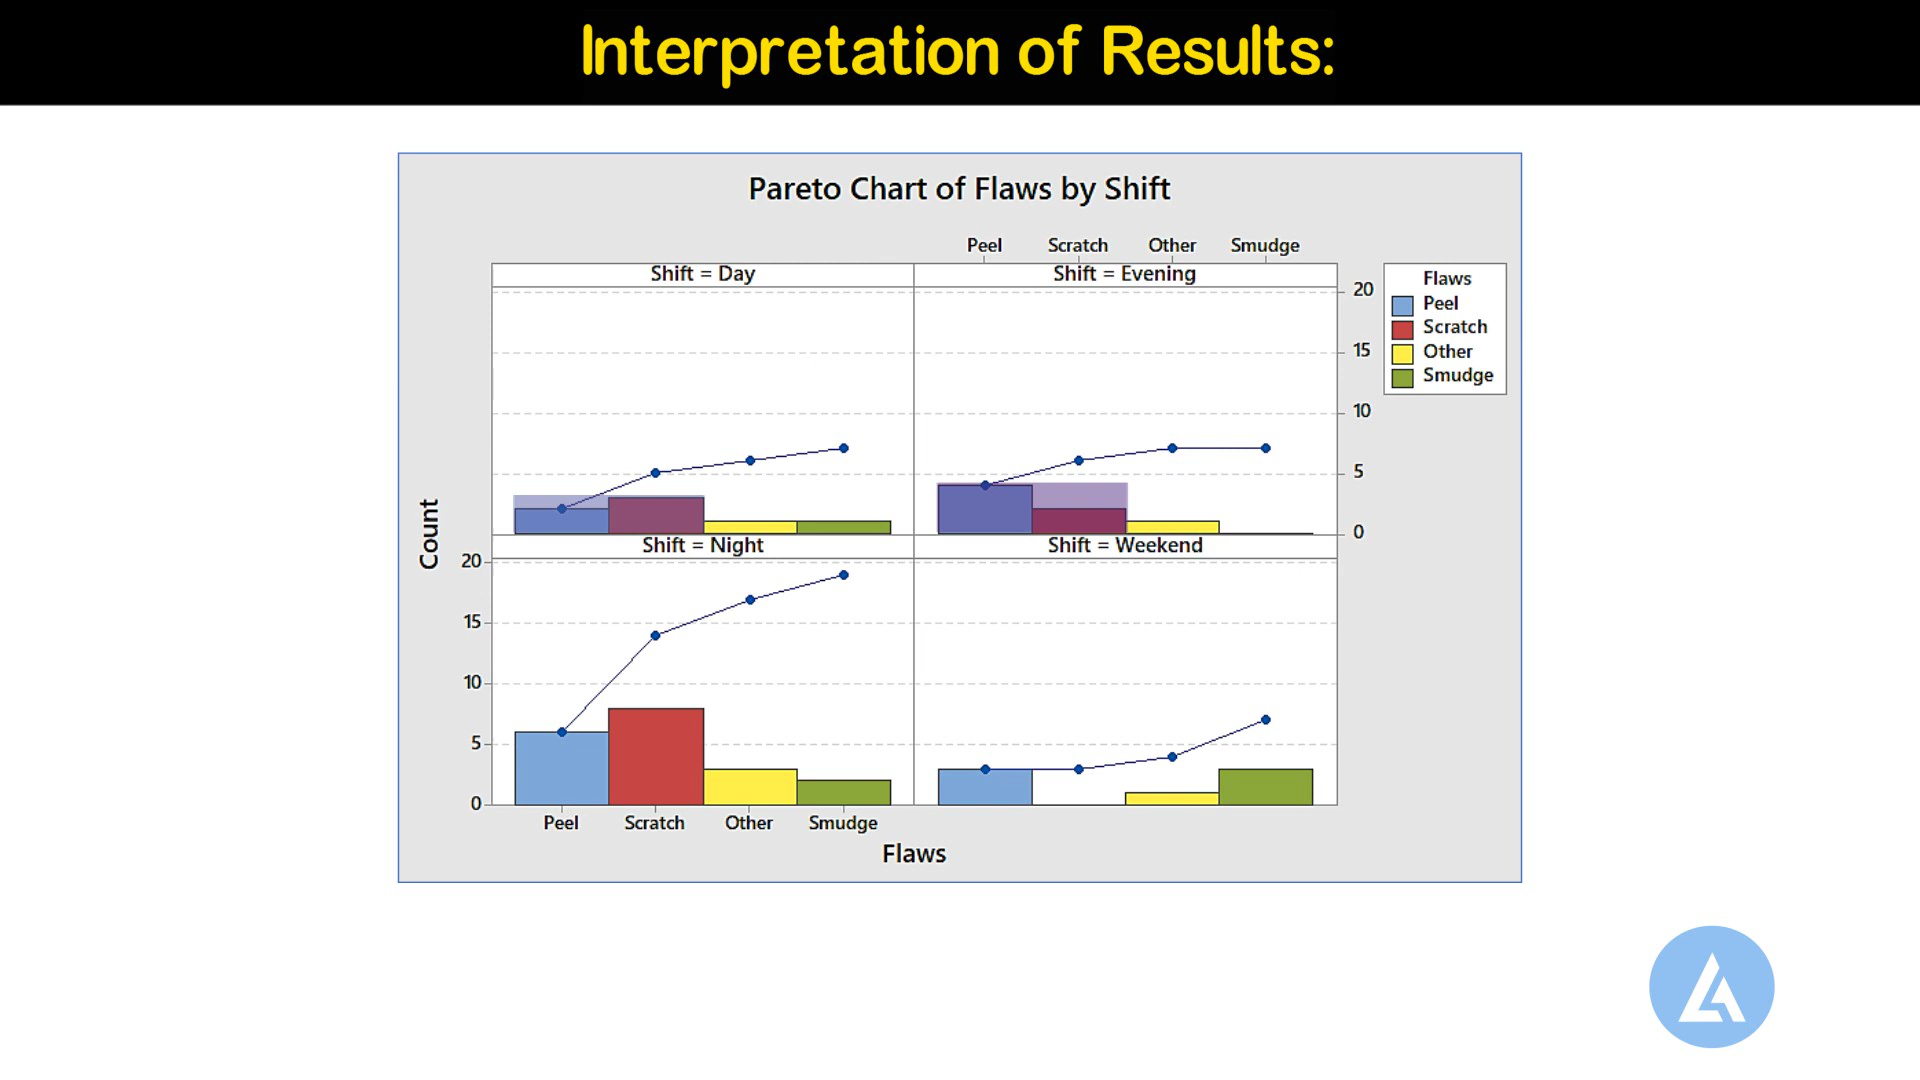 Interpretation of Results:
Pareto Chart of Flaws by Shift
Peel Scratch Other Smudge
Shift = Day Shift = Evening
20
15
10
5
0
Flaws
Peel
Scratch
Other
Smudge
Count
Shift = Night Shift = Weekend
20
15
10
5
0
Peel Scratch Other Smudge
Flaws